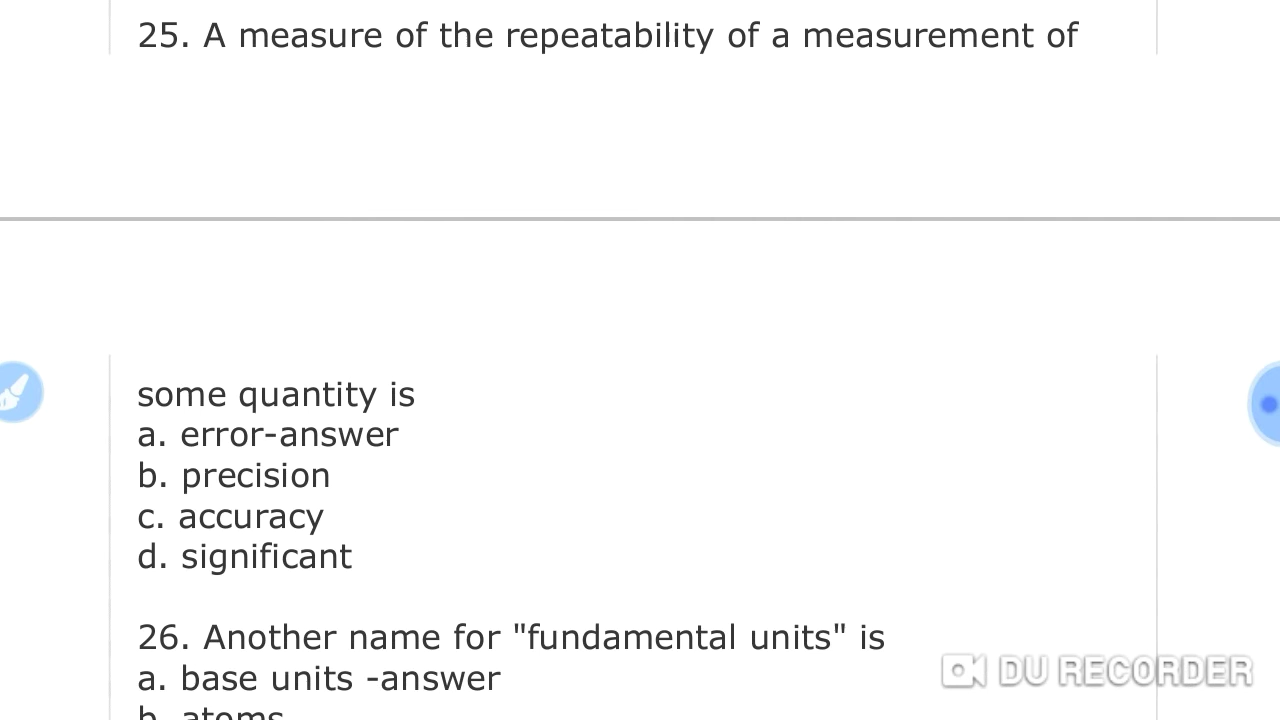 25. A measure of the repeatability of a measurement of
some quantity is
a. error-answer
b. precision
c. accuracy
d. significant
26. Another name for "fundamental units" is
a. base units -answer
b. atoms
DU RECORDER